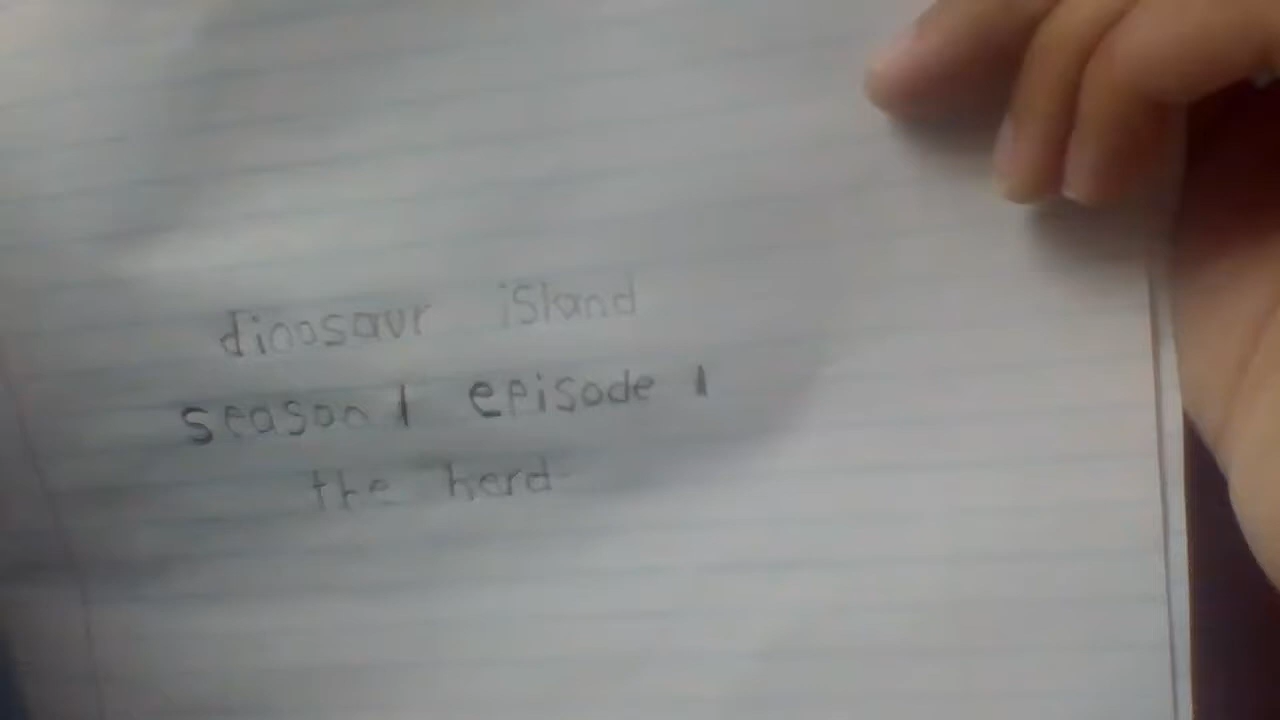 dinosaur island
season 1 episode 1
the herd